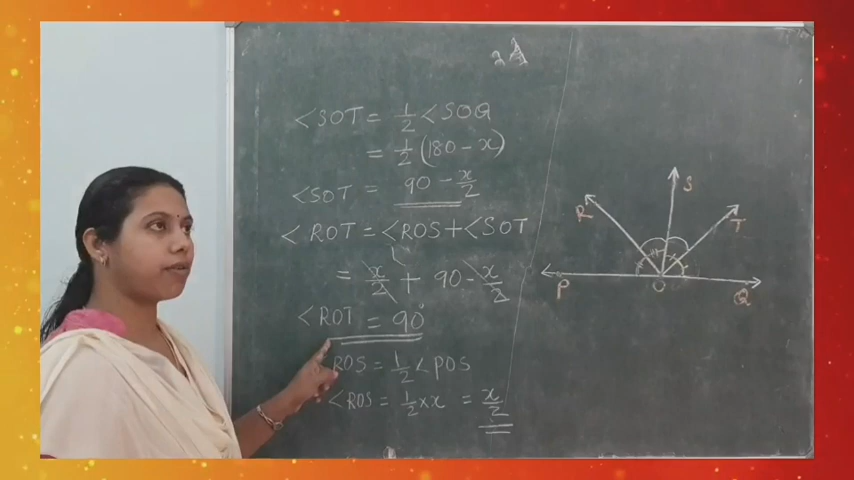 2A
<SOT = 1/2 <SOQ
= 1/2 (180 - x)
<SOT = 90 - x/2
<ROT = <ROS + <SOT
= x/2 + 90 - x/2
<ROT = 90°
ROS = 1/2 <POS
<ROS = 1/2 × x = x/2
S
R
T
P
O
Q